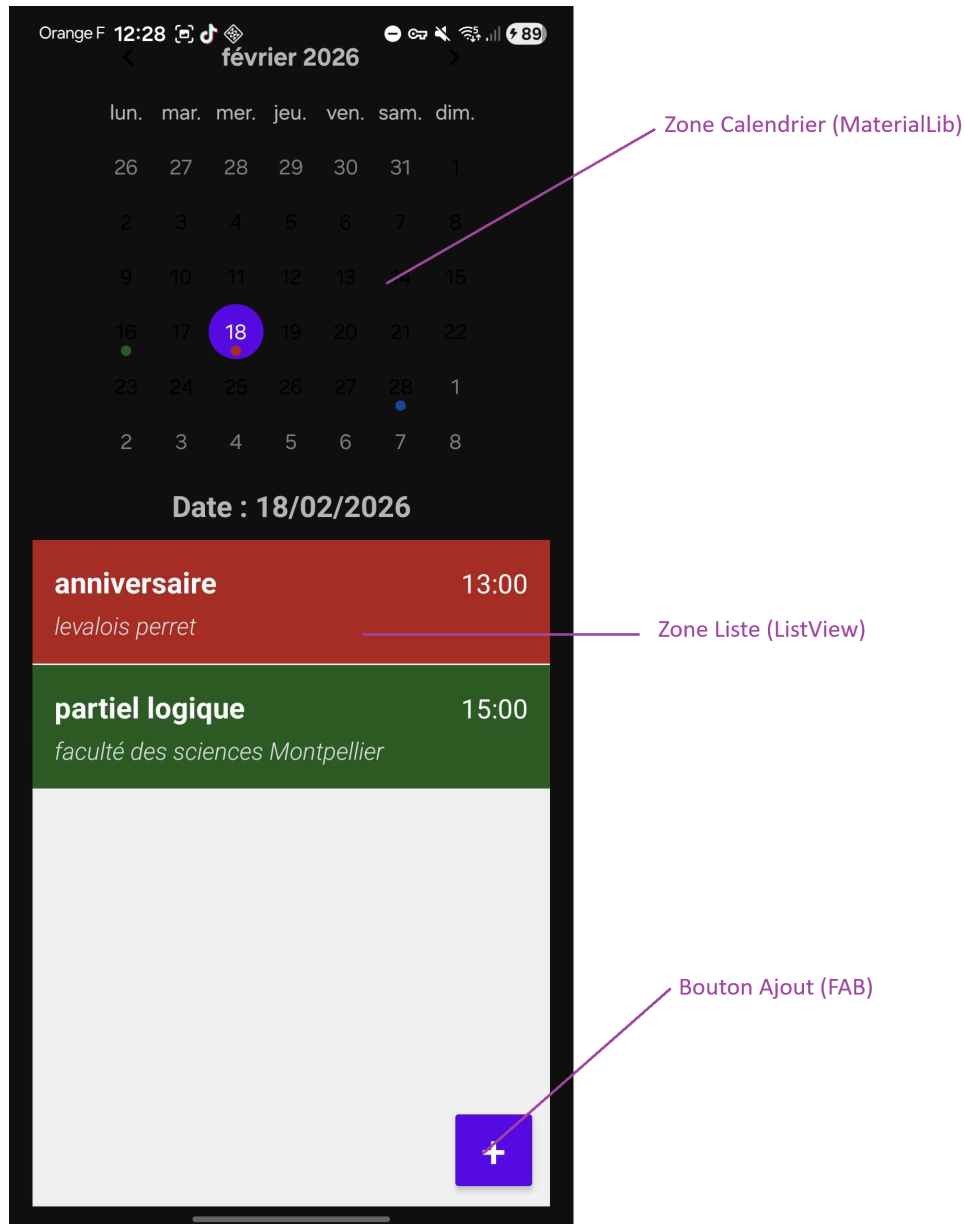 Orange F 12:28 89
février 2026
lun. mar. mer. jeu. ven. sam. dim.
Zone Calendrier (MaterialLib)
26 27 28 29 30 31 1
2 3 4 5 6 7 8
9 10 11 12 13 14 15
16 17 18 19 20 21 22
23 24 25 26 27 28 1
2 3 4 5 6 7 8
Date : 18/02/2026
anniversaire 13:00
levalois perret
Zone Liste (ListView)
partiel logique 15:00
faculté des sciences Montpellier
Bouton Ajout (FAB)
+